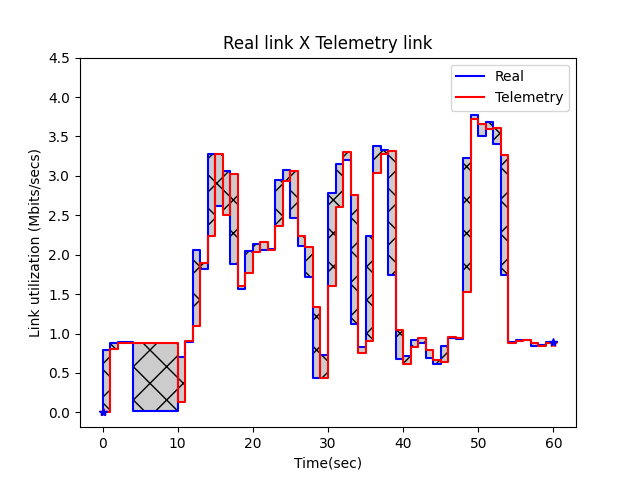 Real link X Telemetry link
Real
Telemetry
Link utilization (Mbits/secs)
4.5
4.0
3.5
3.0
2.5
2.0
1.5
1.0
0.5
0.0
0 10 20 30 40 50 60
Time(sec)